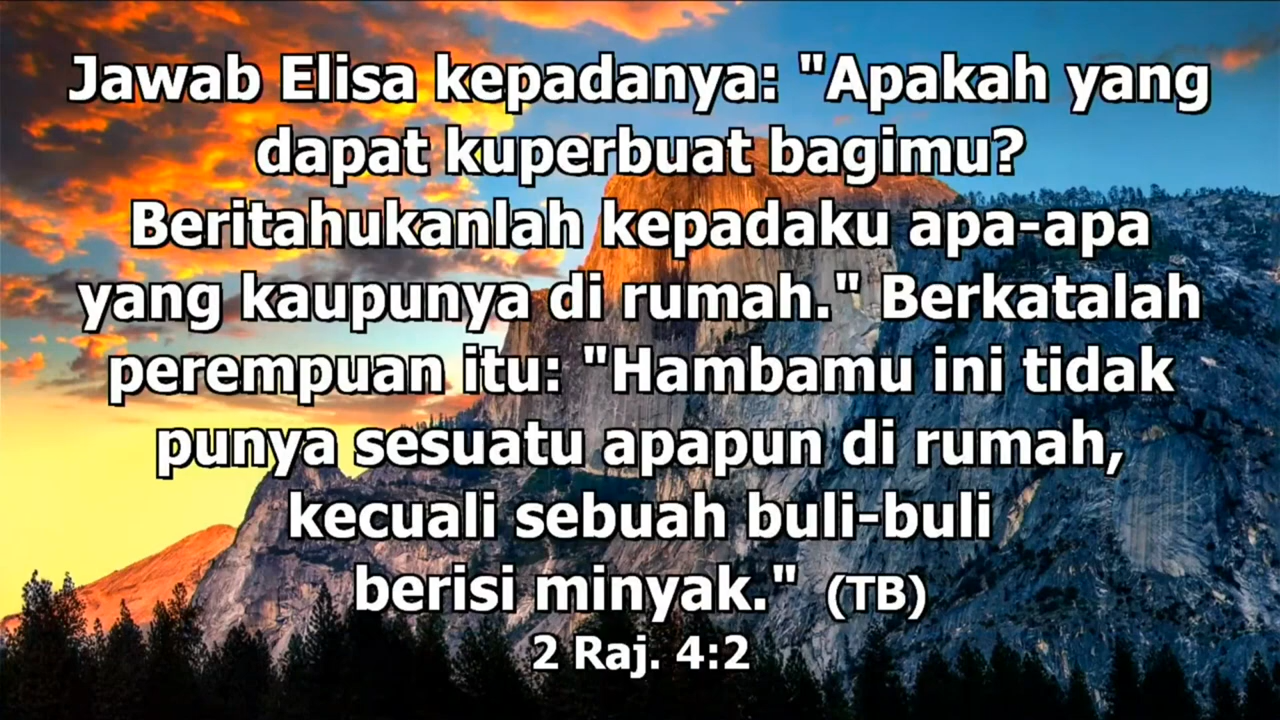 Jawab Elisa kepadanya: "Apakah yang
dapat kuperbuat bagimu?
Beritahukanlah kepadaku apa-apa
yang kaupunya di rumah." Berkatalah
perempuan itu: "Hambamu ini tidak
punya sesuatu apapun di rumah,
kecuali sebuah buli-buli
berisi minyak." (TB)
2 Raj. 4:2